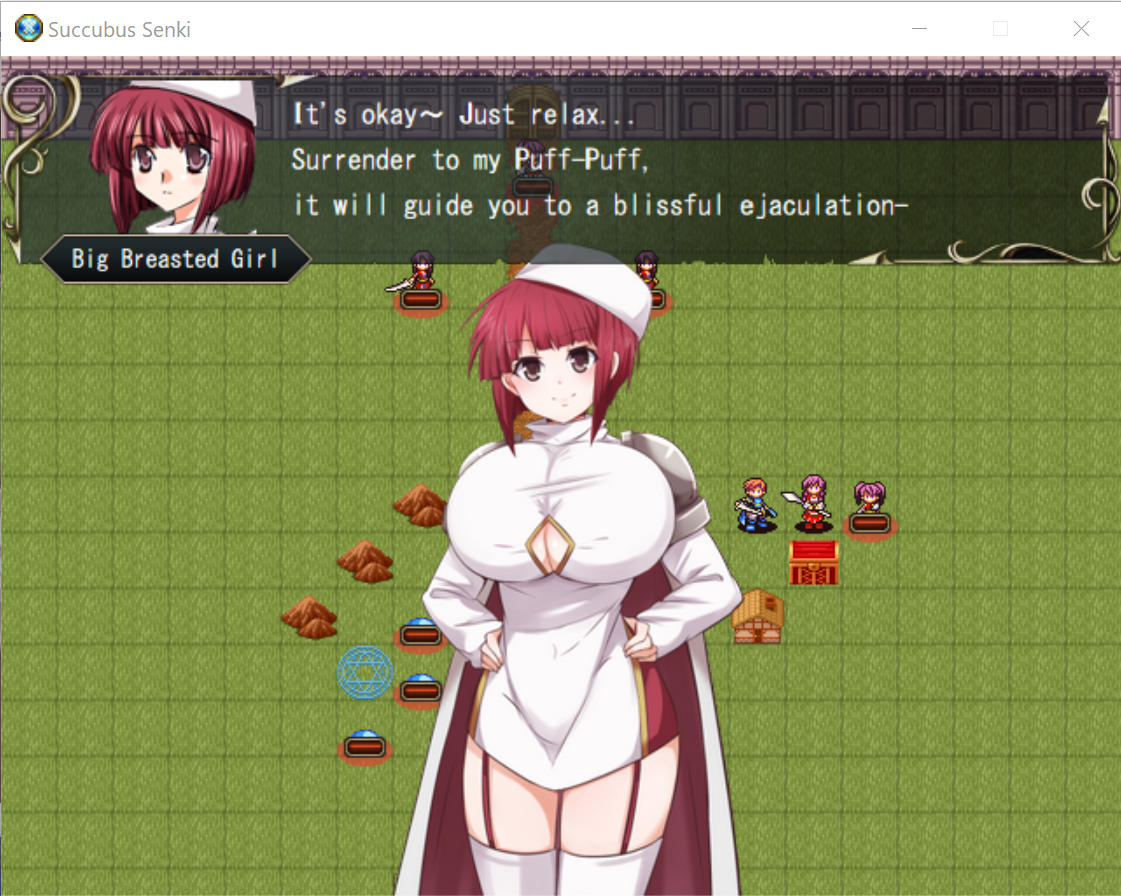 Succubus Senki
It's okay～ Just relax...
Surrender to my Puff-Puff,
it will guide you to a blissful ejaculation-
Big Breasted Girl